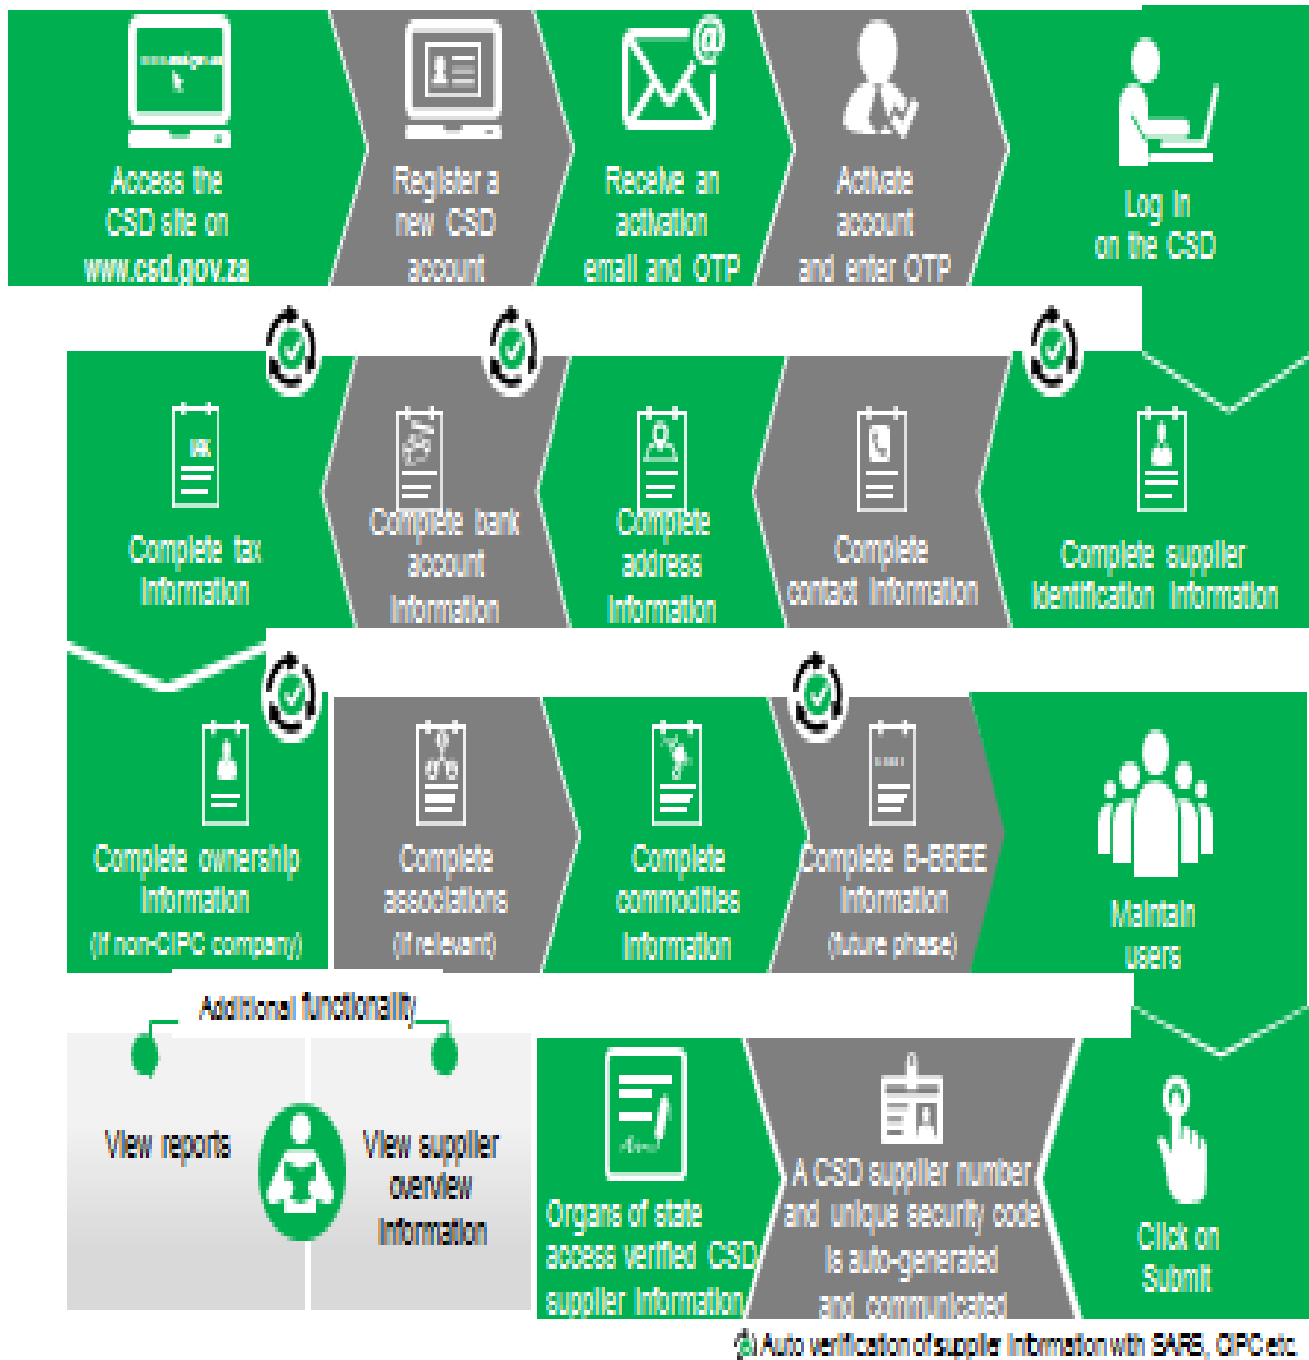 Access the
CSD site on
www.csd.gov.za
Register a
new CSD
account
Receive an
activation
email and OTP
Activate
account
and enter OTP
Log in
on the CSD
Complete supplier
Identification Information
Complete
contact Information
Complete
address
Information
Complete bank
account
Information
TAX
Complete tax
Information
Complete ownership
Information
(If non-CIPC company)
Complete
associations
(If relevant)
Complete
commodities
Information
Complete B-BBEE
Information
(future phase)
Maintain
users
Click on
Submit
A CSD supplier number
and unique security code
is auto-generated
and communicated
Organs of state
access verified CSD
supplier Information
Additional functionality
View reports
View supplier
overview
Information
Auto verification of supplier Information with SARS, CIPC etc.